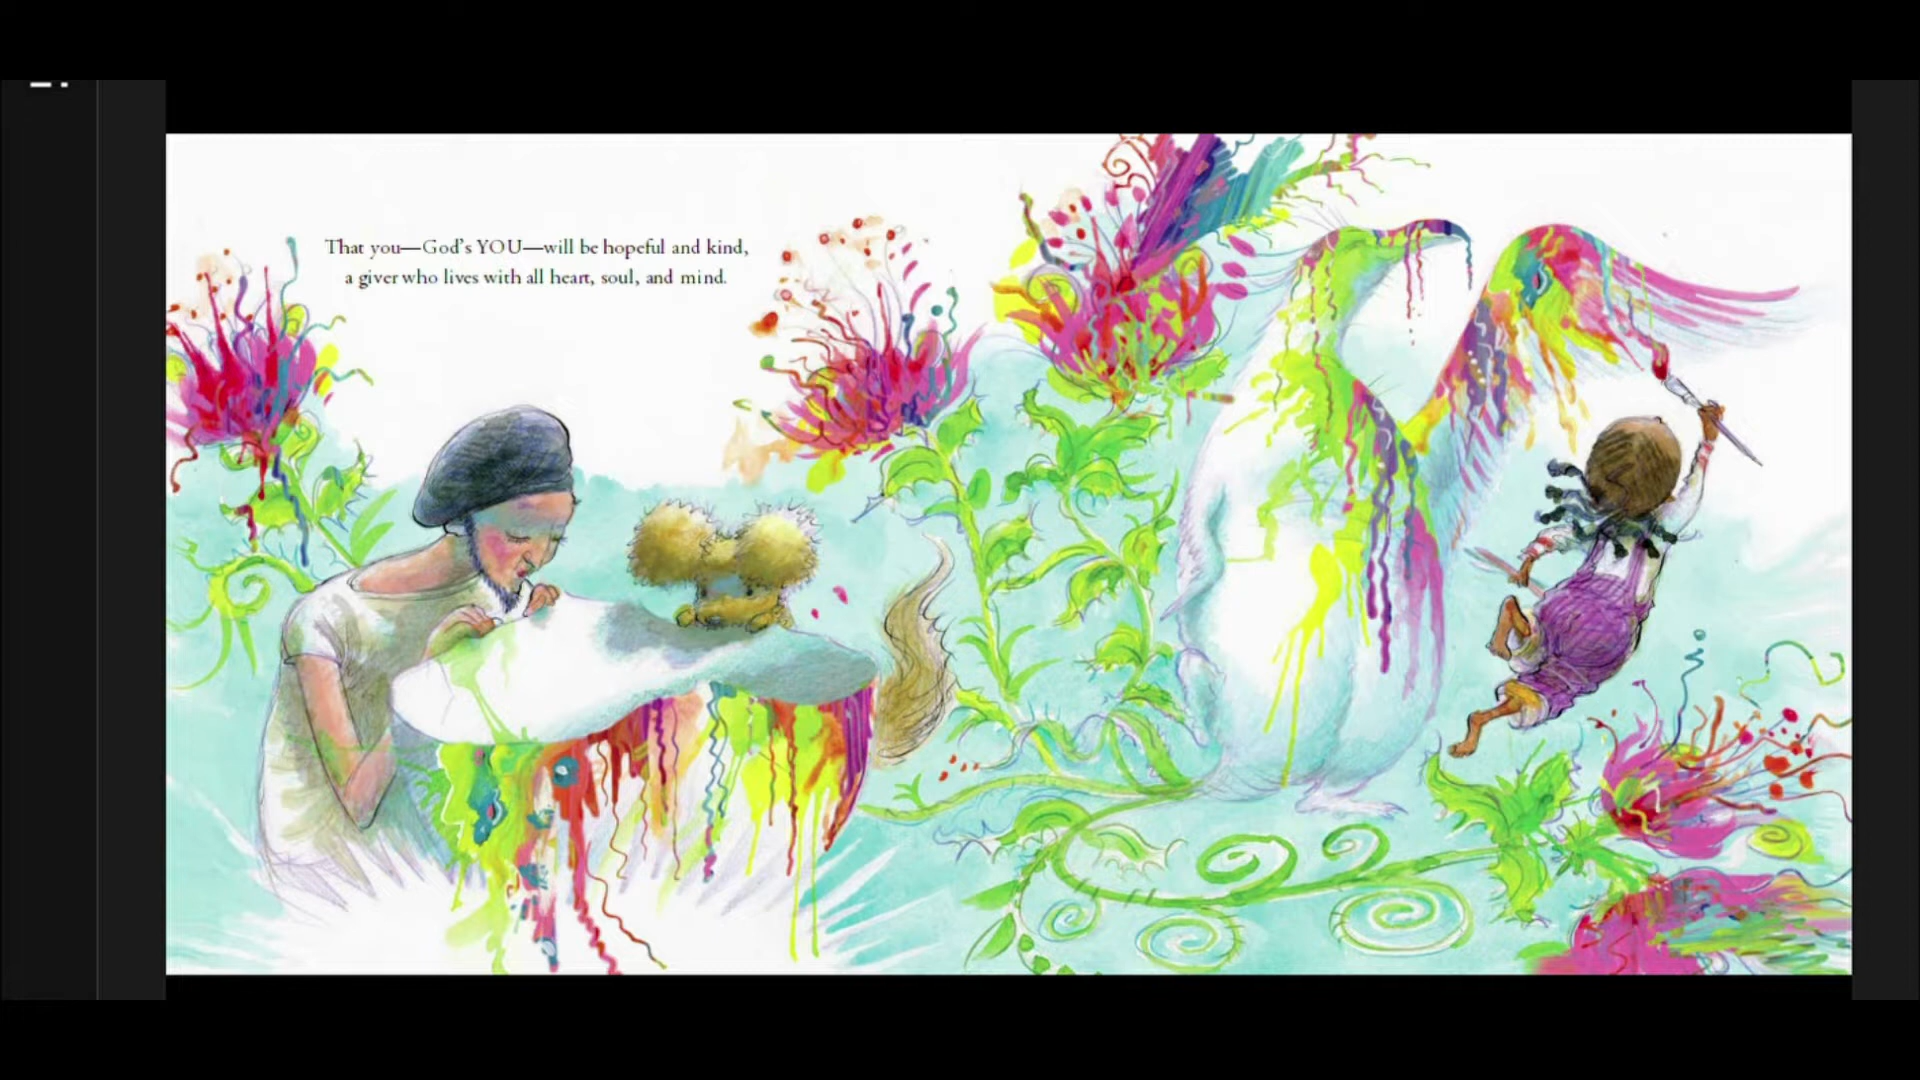 That you—God's YOU—will be hopeful and kind,
a giver who lives with all heart, soul, and mind.